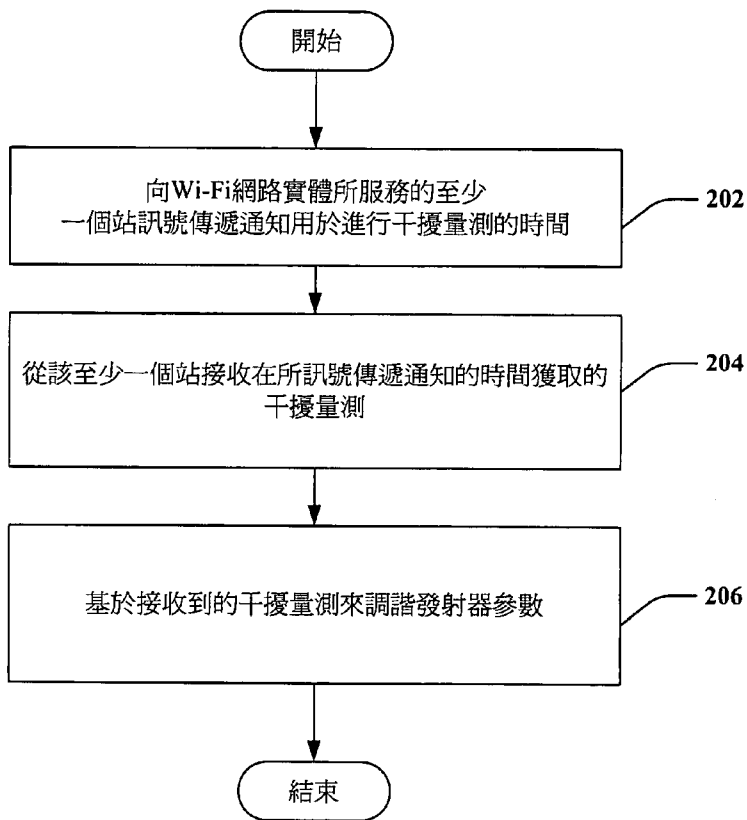 開始
向Wi-Fi網路實體所服務的至少
一個站訊號傳遞通知用於進行干擾量測的時間
202
從該至少一個站接收在所訊號傳遞通知的時間獲取的
干擾量測
204
基於接收到的干擾量測來調諧發射器參數
206
結束